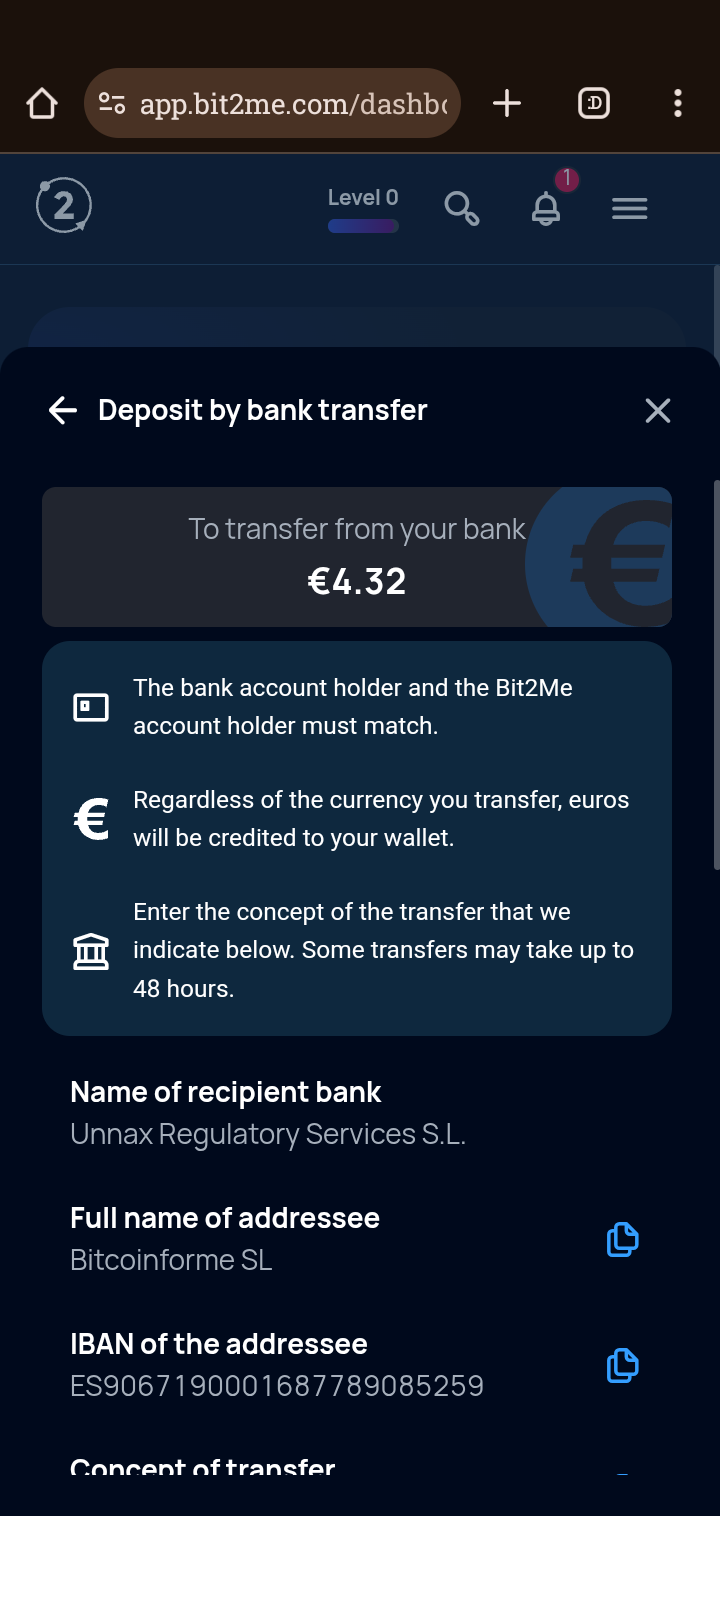 app.bit2me.com/dashbo
:D
2
Level 0
1
Deposit by bank transfer
To transfer from your bank
€4.32
€
The bank account holder and the Bit2Me
account holder must match.
€
Regardless of the currency you transfer, euros
will be credited to your wallet.
Enter the concept of the transfer that we
indicate below. Some transfers may take up to
48 hours.
Name of recipient bank
Unnax Regulatory Services S.L.
Full name of addressee
Bitcoinforme SL
IBAN of the addressee
ES9067190001687789085259
Concept of transfer